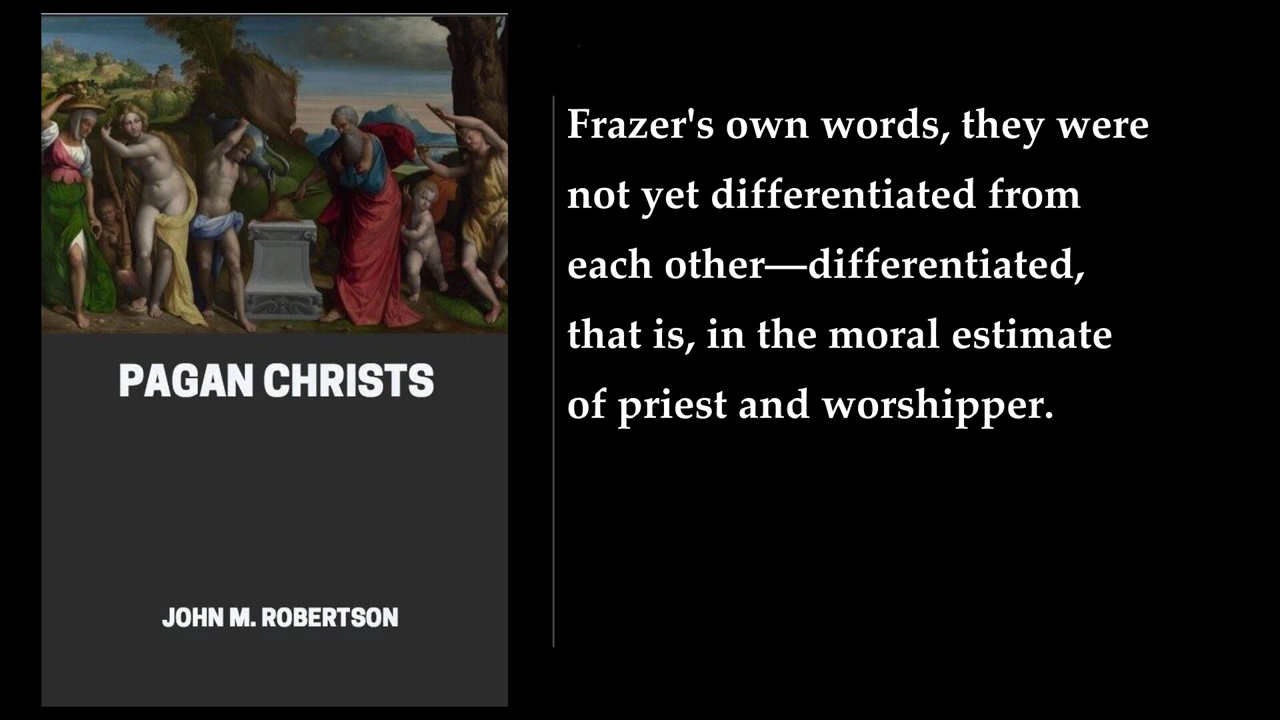 PAGAN CHRISTS
JOHN M. ROBERTSON
Frazer's own words, they were
not yet differentiated from
each other—differentiated,
that is, in the moral estimate
of priest and worshipper.